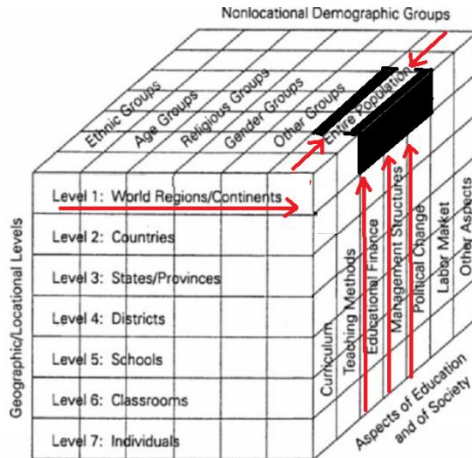 Nonlocational Demographic Groups
Ethnic Groups
Age Groups
Religious Groups
Gender Groups
Other Groups
Entire Population
Geographic/Locational Levels
Level 1: World Regions/Continents
Level 2: Countries
Level 3: States/Provinces
Level 4: Districts
Level 5: Schools
Level 6: Classrooms
Level 7: Individuals
Curriculum
Teaching Methods
Educational Finance
Management Structures
Political Change
Labor Market
Other Aspects
Aspects of Education
and of Society